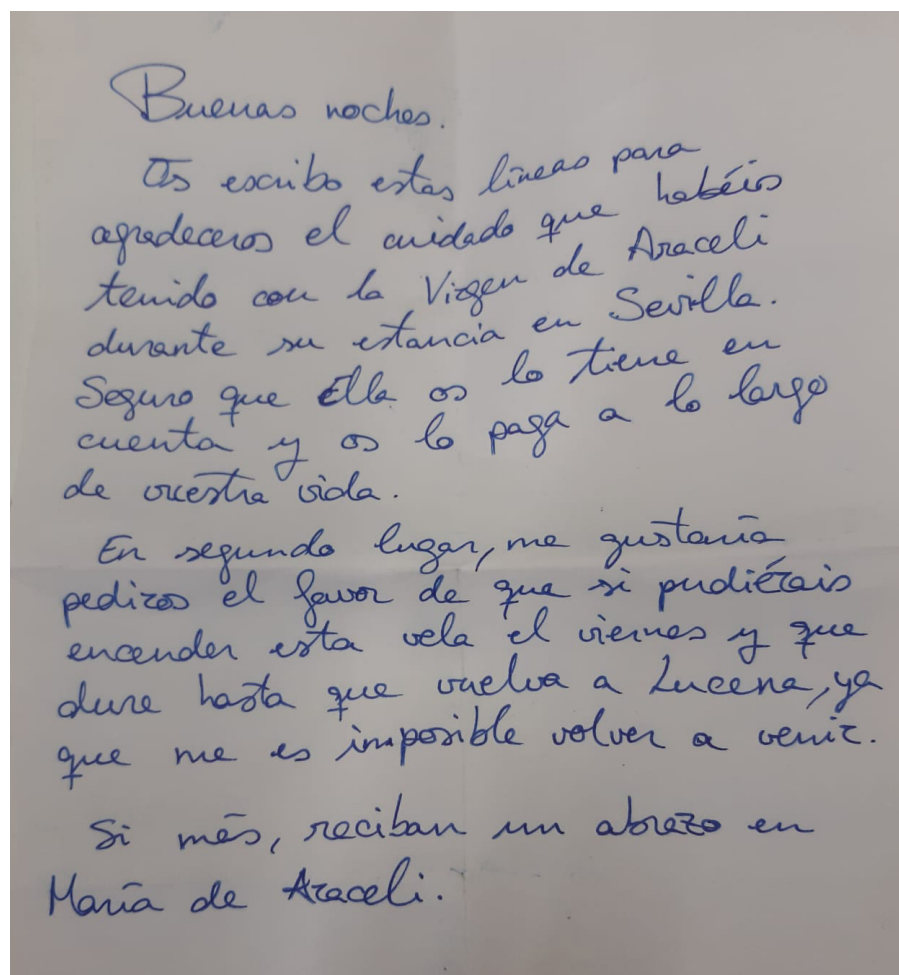 Buenas noches.
Os escribo estas líneas para
agradeceros el cuidado que habéis
tenido con la Virgen de Araceli
durante su estancia en Sevilla.
Seguro que Ella os lo tiene en
cuenta y os lo paga a lo largo
de vuestra vida.
En segundo lugar, me gustaría
pediros el favor de que si pudiérais
encender esta vela el viernes y que
dure hasta que vuelva a Lucena, ya
que me es imposible volver a venir.
Si más, reciban un abrazo en
María de Araceli.